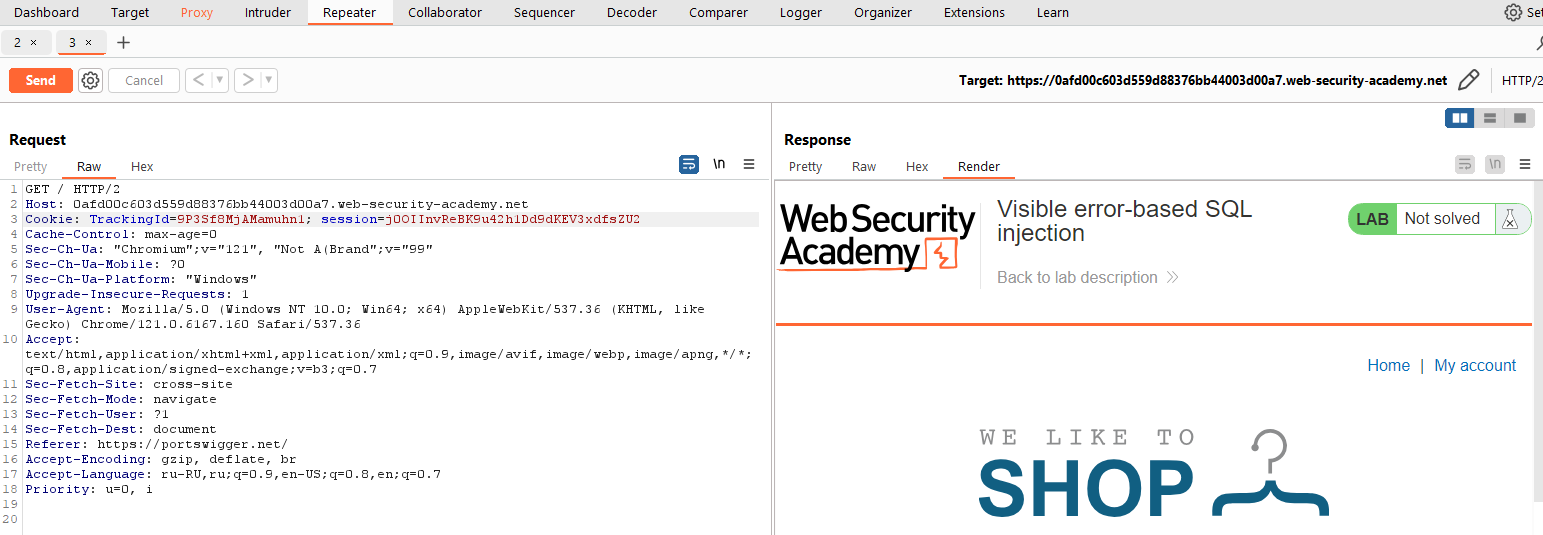 Dashboard Target Proxy Intruder Repeater Collaborator Sequencer Decoder Comparer Logger Organizer Extensions Learn
2 × 3 × +
Send Cancel < > Target: https://0afd00c603d559d88376bb44003d00a7.web-security-academy.net HTTP/2
Request
Pretty Raw Hex \n
1 GET / HTTP/2
2 Host: 0afd00c603d559d88376bb44003d00a7.web-security-academy.net
3 Cookie: TrackingId=9P3Sf8MjAMamuhn1; session=jOOIInvReBK9u42h1Dd9dKEV3xdfsZU2
4 Cache-Control: max-age=0
5 Sec-Ch-Ua: "Chromium";v="121", "Not A(Brand";v="99"
6 Sec-Ch-Ua-Mobile: ?0
7 Sec-Ch-Ua-Platform: "Windows"
8 Upgrade-Insecure-Requests: 1
9 User-Agent: Mozilla/5.0 (Windows NT 10.0; Win64; x64) AppleWebKit/537.36 (KHTML, like
Gecko) Chrome/121.0.6167.160 Safari/537.36
10 Accept:
text/html,application/xhtml+xml,application/xml;q=0.9,image/avif,image/webp,image/apng,*/*;
q=0.8,application/signed-exchange;v=b3;q=0.7
11 Sec-Fetch-Site: cross-site
12 Sec-Fetch-Mode: navigate
13 Sec-Fetch-User: ?1
14 Sec-Fetch-Dest: document
15 Referer: https://portswigger.net/
16 Accept-Encoding: gzip, deflate, br
17 Accept-Language: ru-RU,ru;q=0.9,en-US;q=0.8,en;q=0.7
18 Priority: u=0, i
19
20
Response
Pretty Raw Hex Render \n
Web Security
Academy
Visible error-based SQL
injection
Back to lab description
LAB Not solved
Home | My account
WE LIKE TO
SHOP